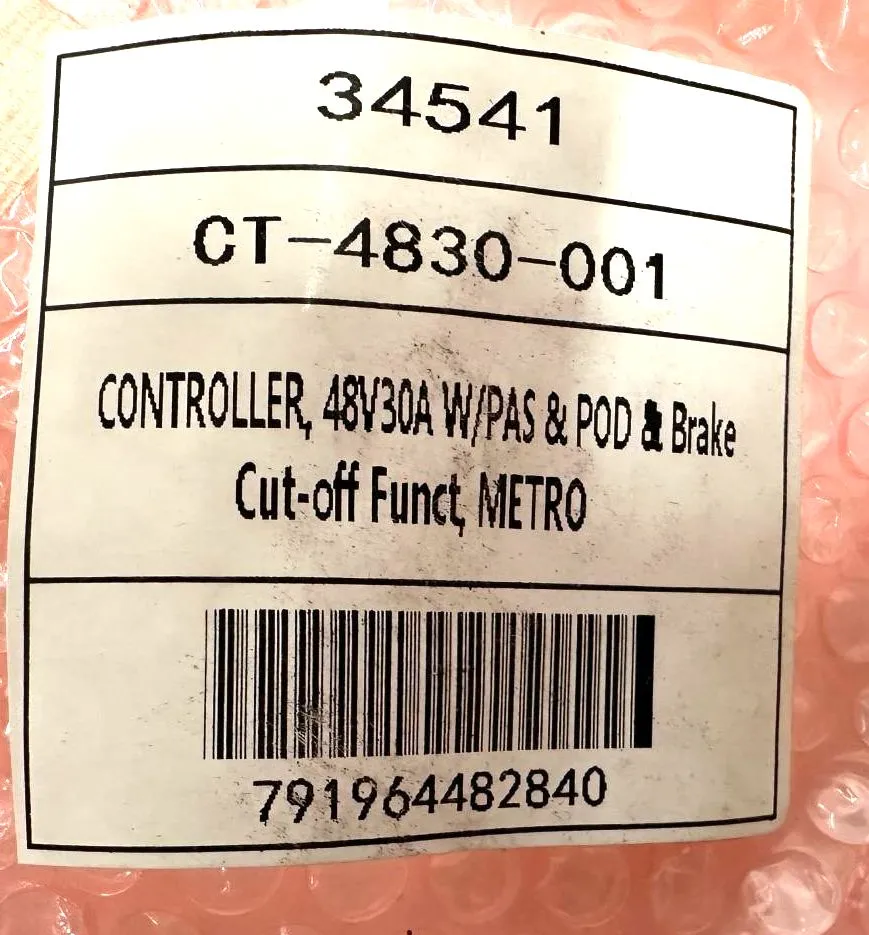 34541
CT-4830-001
CONTROLLER, 48V30A W/PAS & POD & Brake
Cut-off Funct, METRO
791964482840